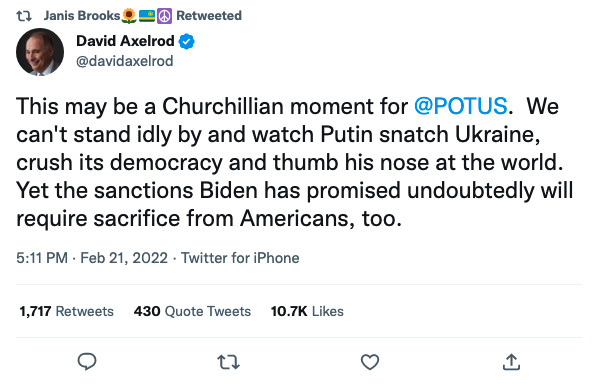 Janis Brooks🌻🇷🇼☮️ Retweeted
David Axelrod
@davidaxelrod
This may be a Churchillian moment for @POTUS.  We
can't stand idly by and watch Putin snatch Ukraine,
crush its democracy and thumb his nose at the world.
Yet the sanctions Biden has promised undoubtedly will
require sacrifice from Americans, too.
5:11 PM · Feb 21, 2022 · Twitter for iPhone
1,717 Retweets 430 Quote Tweets 10.7K Likes